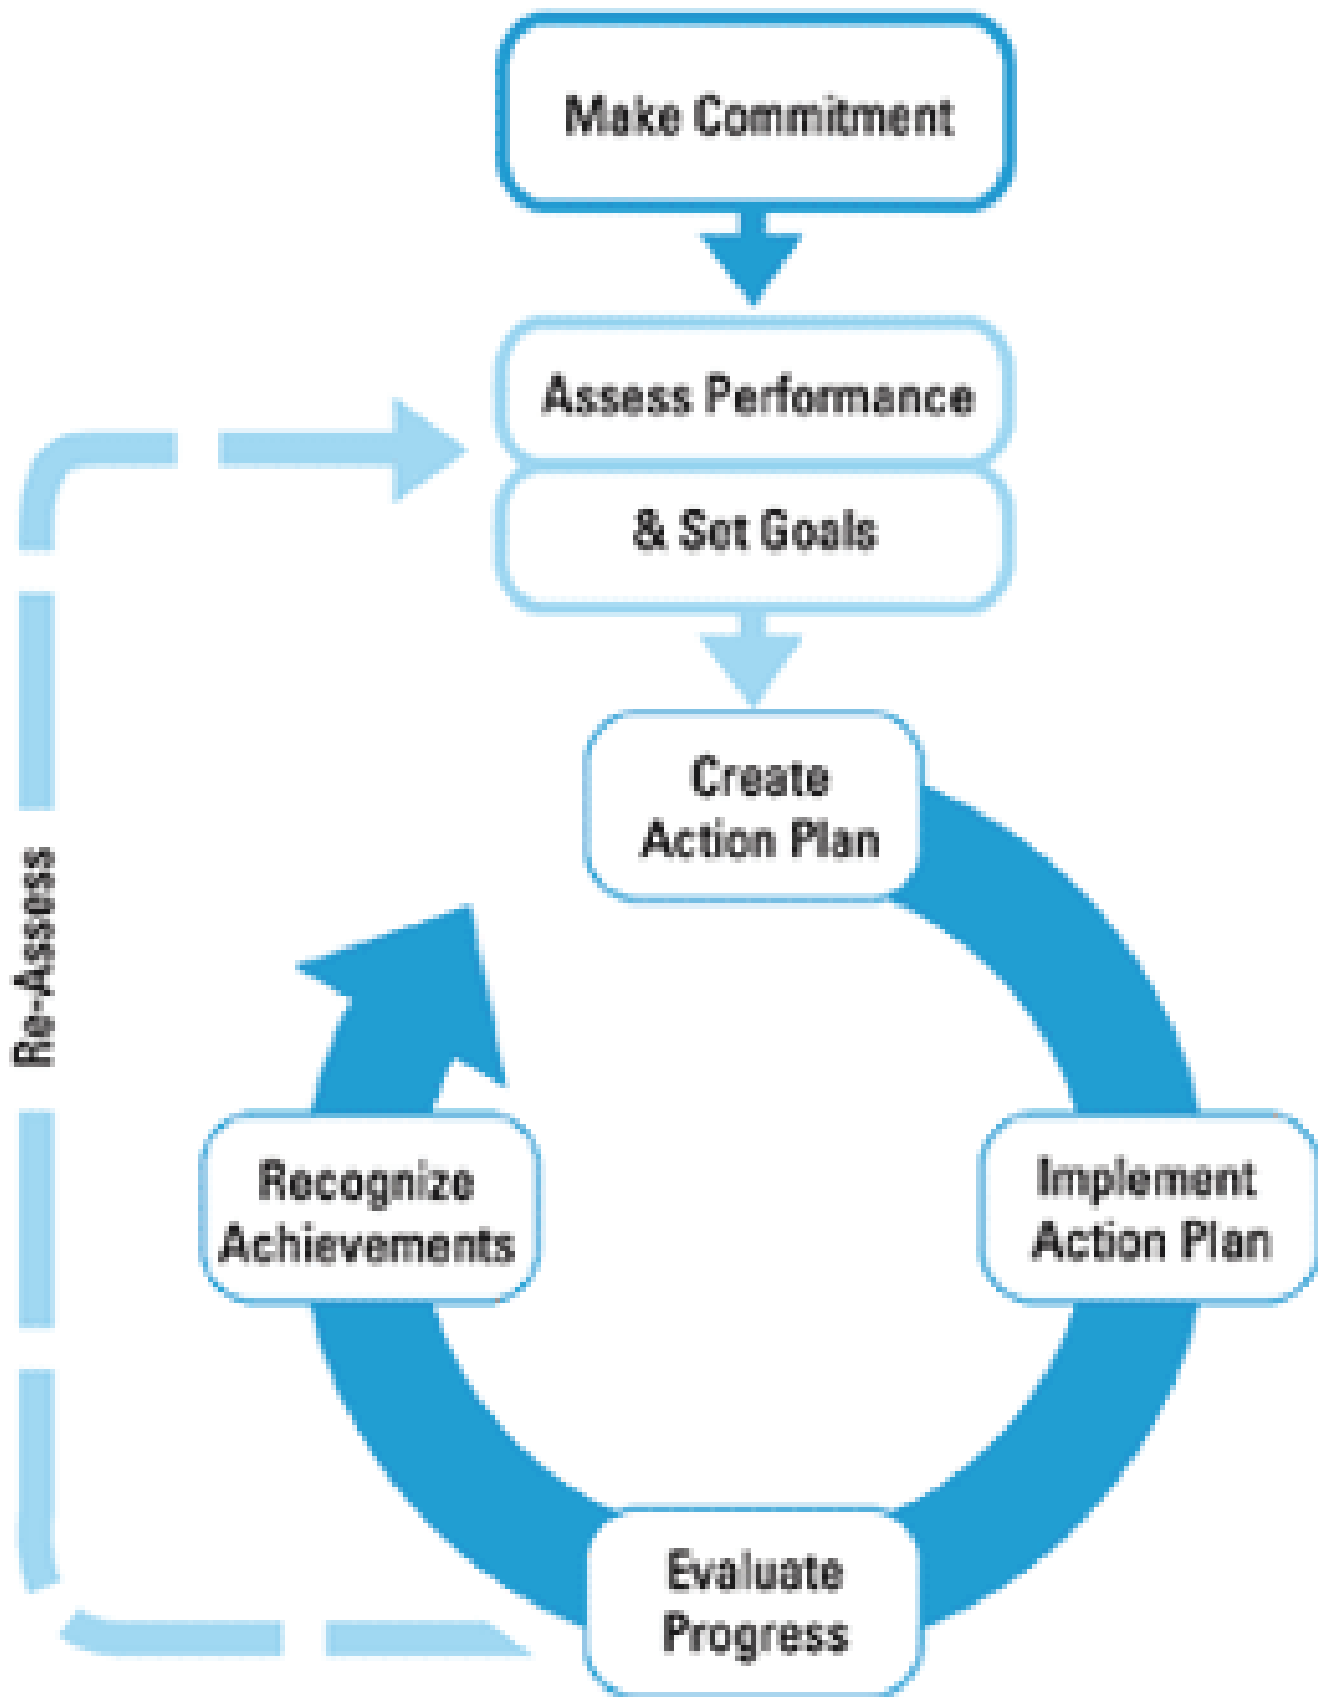 Make Commitment
Assess Performance
& Set Goals
Create
Action Plan
Re-Assess
Recognize
Achievements
Implement
Action Plan
Evaluate
Progress